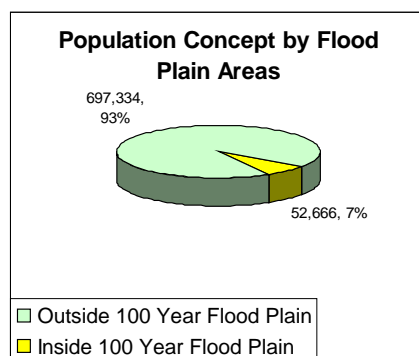 Population Concept by Flood
Plain Areas
697,334,
93%
52,666, 7%
Outside 100 Year Flood Plain
Inside 100 Year Flood Plain